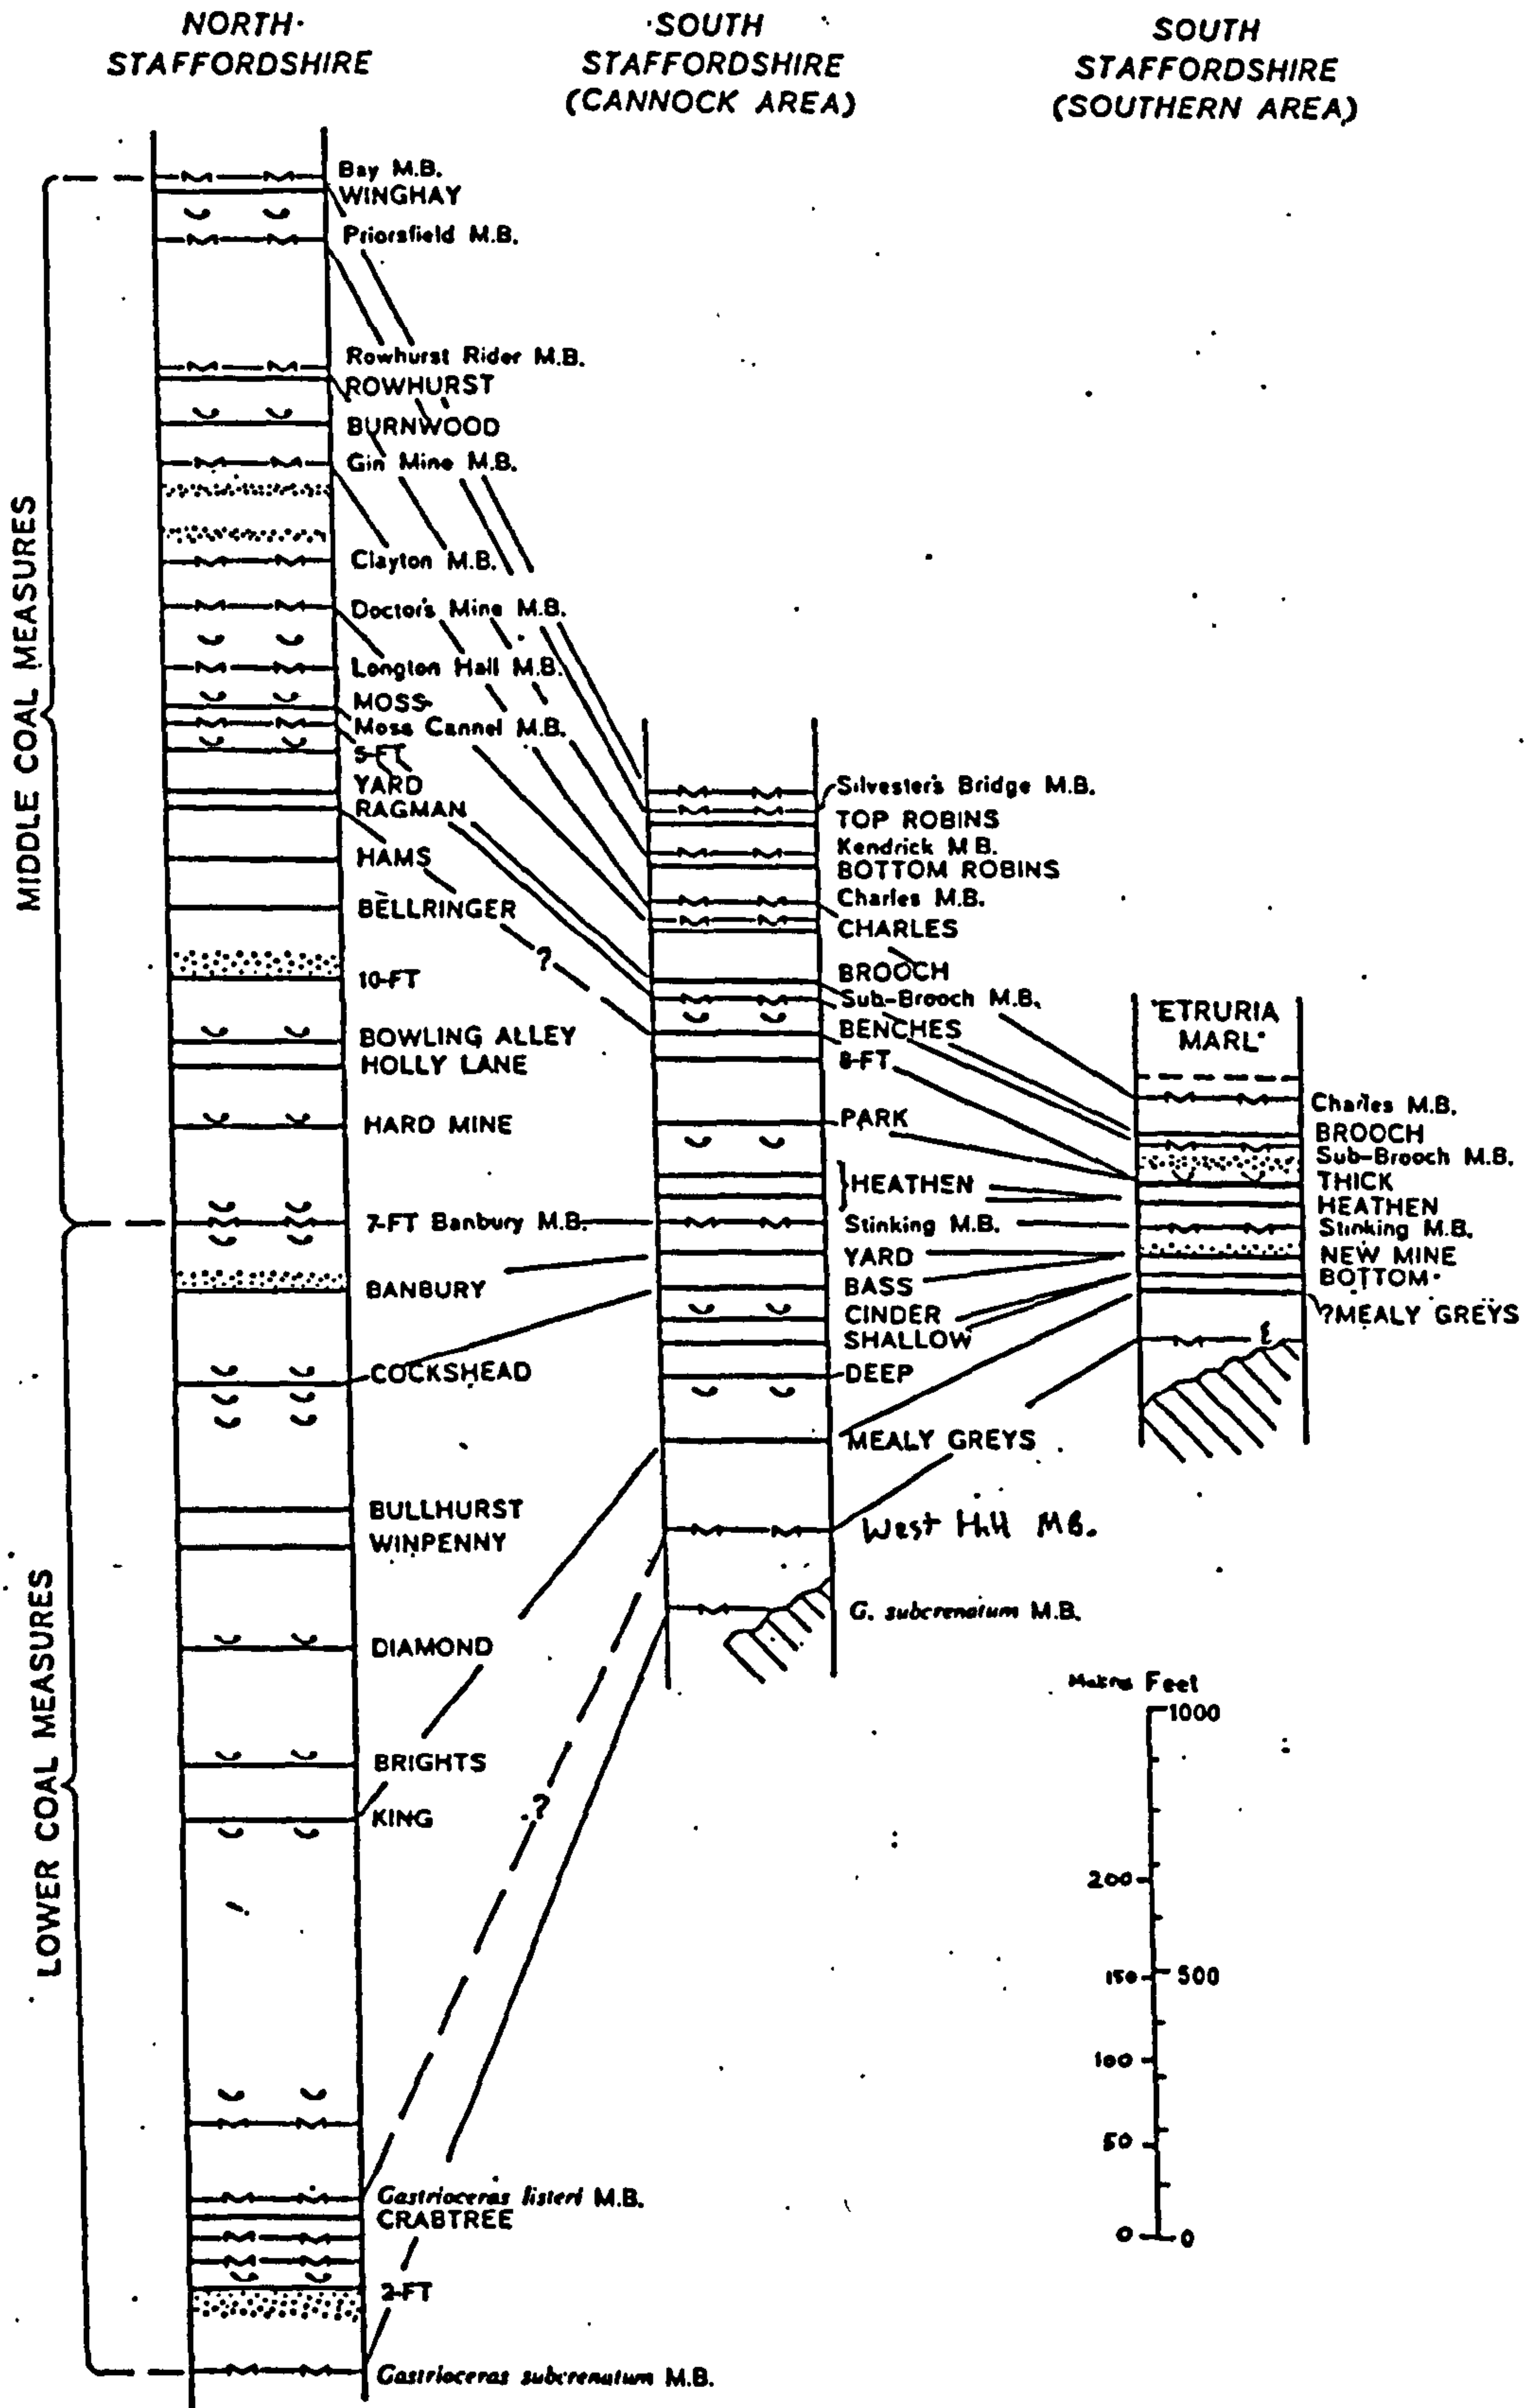 NORTH
STAFFORDSHIRE
SOUTH
STAFFORDSHIRE
(CANNOCK AREA)
SOUTH
STAFFORDSHIRE
(SOUTHERN AREA)
MIDDLE COAL MEASURES
LOWER COAL MEASURES
Bay M.B.
WINGHAY
Priorsfield M.B.
Rowhurst Rider M.B.
ROWHURST
BURNWOOD
Gin Mine M.B.
Clayton M.B.
Doctor's Mine M.B.
Longton Hall M.B.
MOSS
Moss Cannel M.B.
5-FT
YARD
RAGMAN
HAMS
BELLRINGER
?
10-FT
BOWLING ALLEY
HOLLY LANE
HARD MINE
7-FT Banbury M.B.
BANBURY
COCKSHEAD
BULLHURST
WINPENNY
DIAMOND
BRIGHTS
KING
?
Gastrioceras listeri M.B.
CRABTREE
2-FT
Gastrioceras subcrenatum M.B.
Silvester's Bridge M.B.
TOP ROBINS
Kendrick M.B.
BOTTOM ROBINS
Charles M.B.
CHARLES
BROOCH
Sub-Brooch M.B.
BENCHES
8-FT
PARK
HEATHEN
Stinking M.B.
YARD
BASS
CINDER
SHALLOW
DEEP
MEALY GREYS
West Hill MB.
G. subcrenatum M.B.
'ETRURIA
MARL'
Charles M.B.
BROOCH
Sub-Brooch M.B.
THICK
HEATHEN
Stinking M.B.
NEW MINE
BOTTOM
?MEALY GREYS
Metres Feet
1000
200
150 500
100
50
0 0